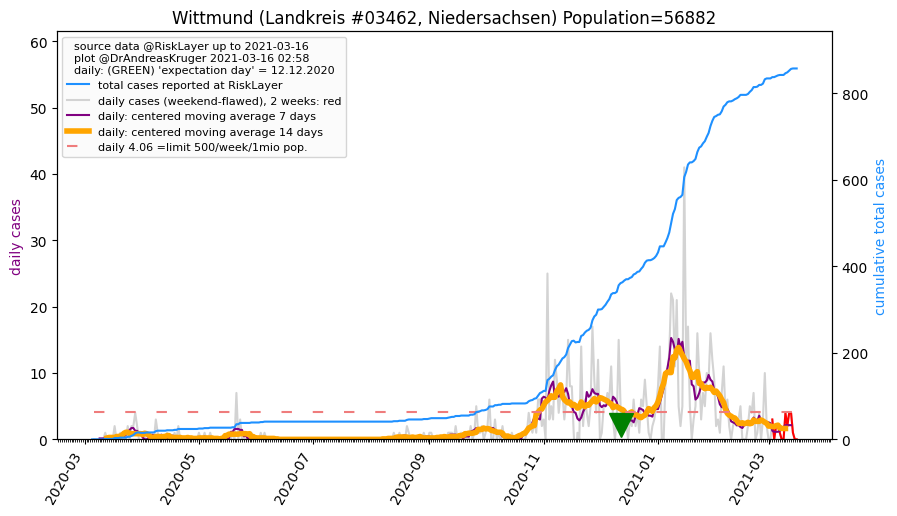 Wittmund (Landkreis #03462, Niedersachsen) Population=56882
source data @RiskLayer up to 2021-03-16
plot @DrAndreasKruger 2021-03-16 02:58
daily: (GREEN) 'expectation day' = 12.12.2020
total cases reported at RiskLayer
daily cases (weekend-flawed), 2 weeks: red
daily: centered moving average 7 days
daily: centered moving average 14 days
daily 4.06 =limit 500/week/1mio pop.
daily cases
60
50
40
30
20
10
0
cumulative total cases
800
600
400
200
0
2020-03
2020-05
2020-07
2020-09
2020-11
2021-01
2021-03